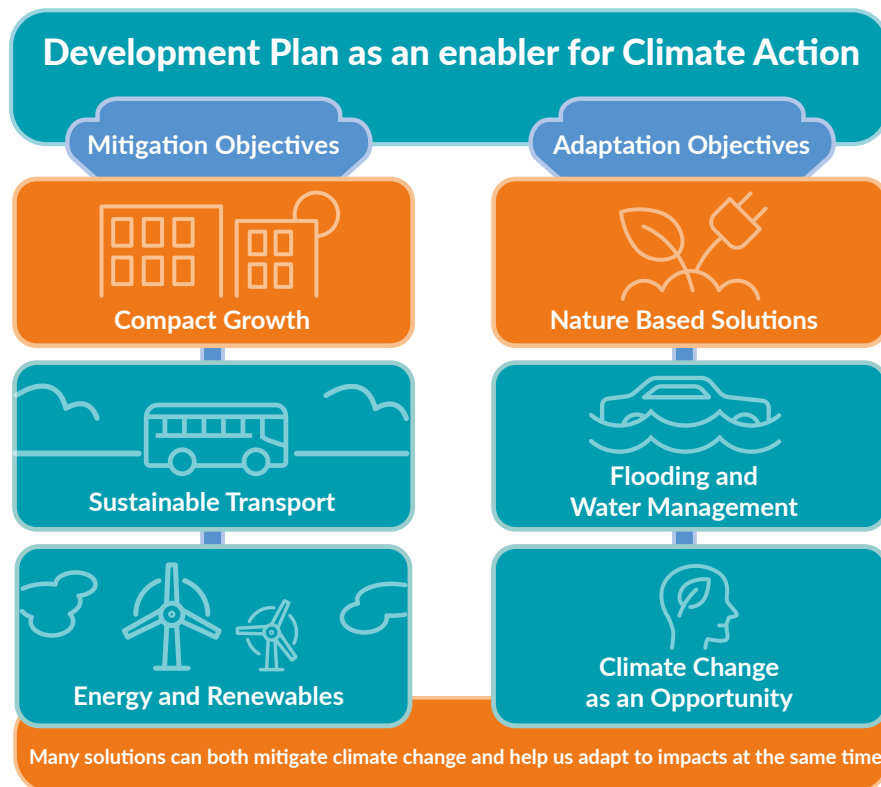 Development Plan as an enabler for Climate Action
Mitigation Objectives
Compact Growth
Sustainable Transport
Energy and Renewables
Adaptation Objectives
Nature Based Solutions
Flooding and
Water Management
Climate Change
as an Opportunity
Many solutions can both mitigate climate change and help us adapt to impacts at the same time